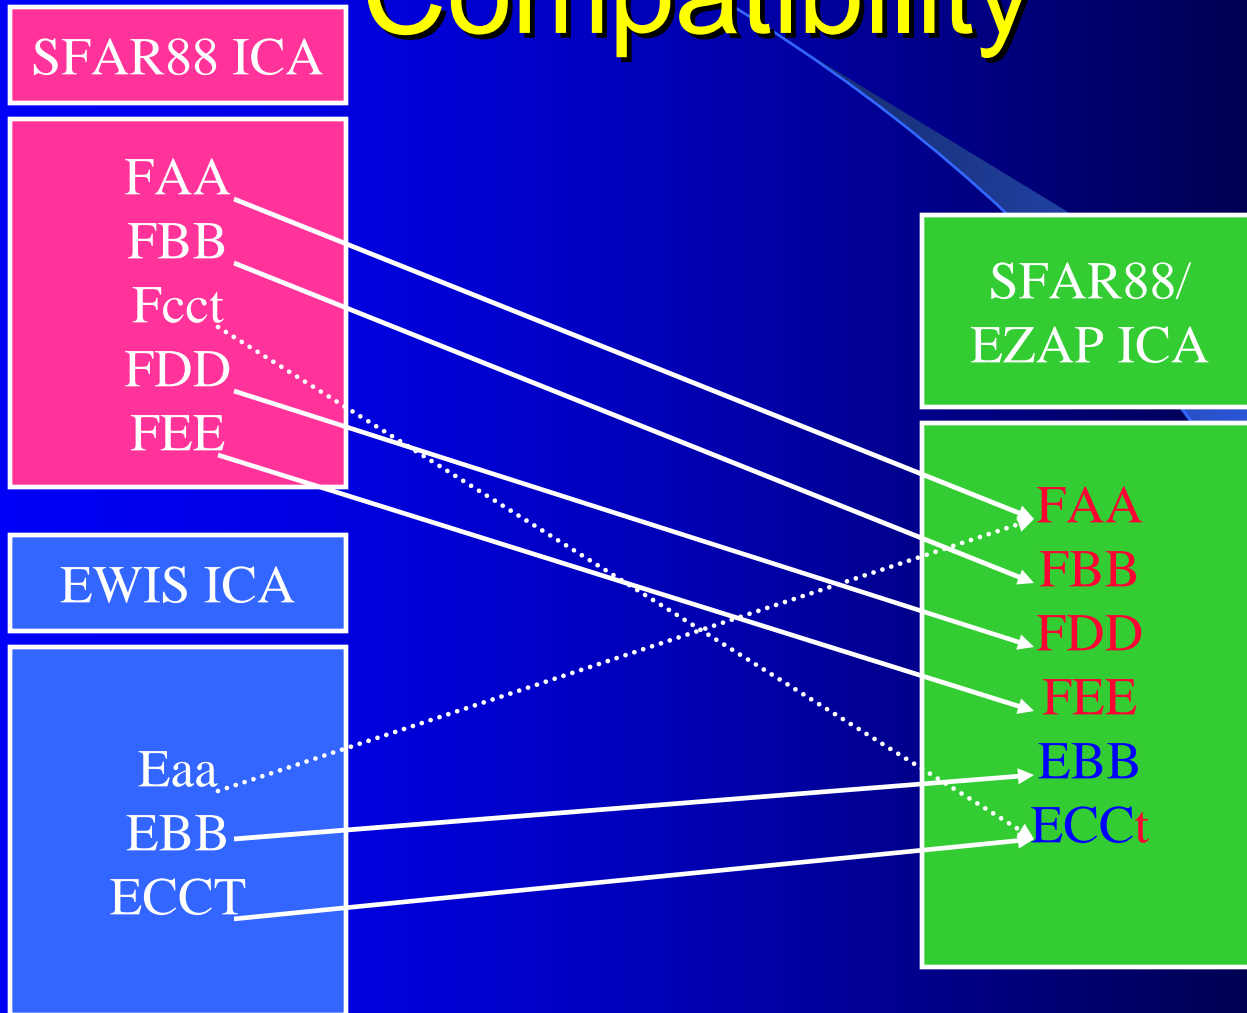 Compatibility
SFAR88 ICA
FAA
FBB
Fcct
FDD
FEE
EWIS ICA
Eaa
EBB
ECCT
SFAR88/
EZAP ICA
FAA
FBB
FDD
FEE
EBB
ECCt